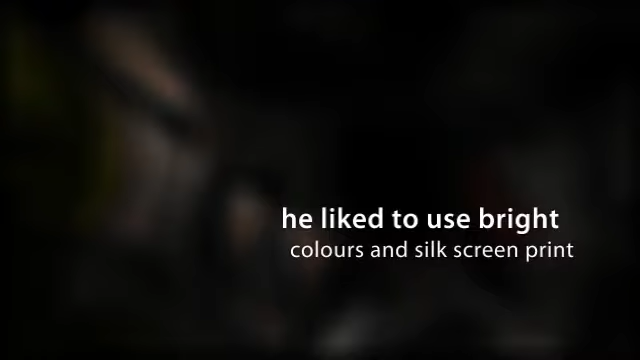 he liked to use bright
colours and silk screen print